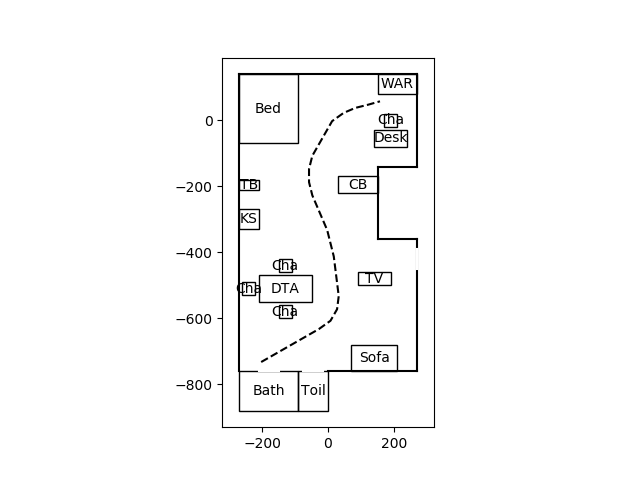 WAR
Bed
0
Cha
Desk
TB
CB
−200
KS
−400
Cha
TV
Cha
DTA
Cha
−600
Sofa
−800
Bath
Toil
−200
0
200